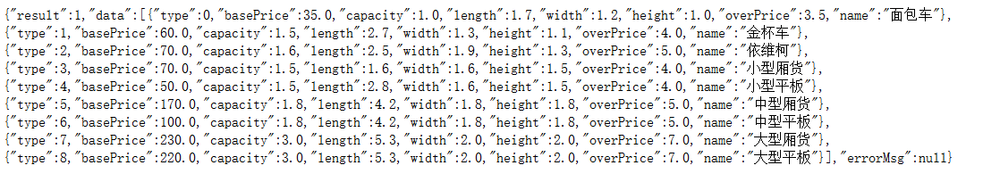 {"result":1,"data":[{"type":0,"basePrice":35.0,"capacity":1.0,"length":1.7,"width":1.2,"height":1.0,"overPrice":3.5,"name":"面包车"},
{"type":1,"basePrice":60.0,"capacity":1.5,"length":2.7,"width":1.3,"height":1.1,"overPrice":4.0,"name":"金杯车"},
{"type":2,"basePrice":70.0,"capacity":1.6,"length":2.5,"width":1.9,"height":1.3,"overPrice":5.0,"name":"依维柯"},
{"type":3,"basePrice":70.0,"capacity":1.5,"length":1.6,"width":1.6,"height":1.5,"overPrice":4.0,"name":"小型厢货"},
{"type":4,"basePrice":50.0,"capacity":1.5,"length":2.8,"width":1.6,"height":1.5,"overPrice":4.0,"name":"小型平板"},
{"type":5,"basePrice":170.0,"capacity":1.8,"length":4.2,"width":1.8,"height":1.8,"overPrice":5.0,"name":"中型厢货"},
{"type":6,"basePrice":100.0,"capacity":1.8,"length":4.2,"width":1.8,"height":1.8,"overPrice":5.0,"name":"中型平板"},
{"type":7,"basePrice":230.0,"capacity":3.0,"length":5.3,"width":2.0,"height":2.0,"overPrice":7.0,"name":"大型厢货"},
{"type":8,"basePrice":220.0,"capacity":3.0,"length":5.3,"width":2.0,"height":2.0,"overPrice":7.0,"name":"大型平板"}],"errorMsg":null}